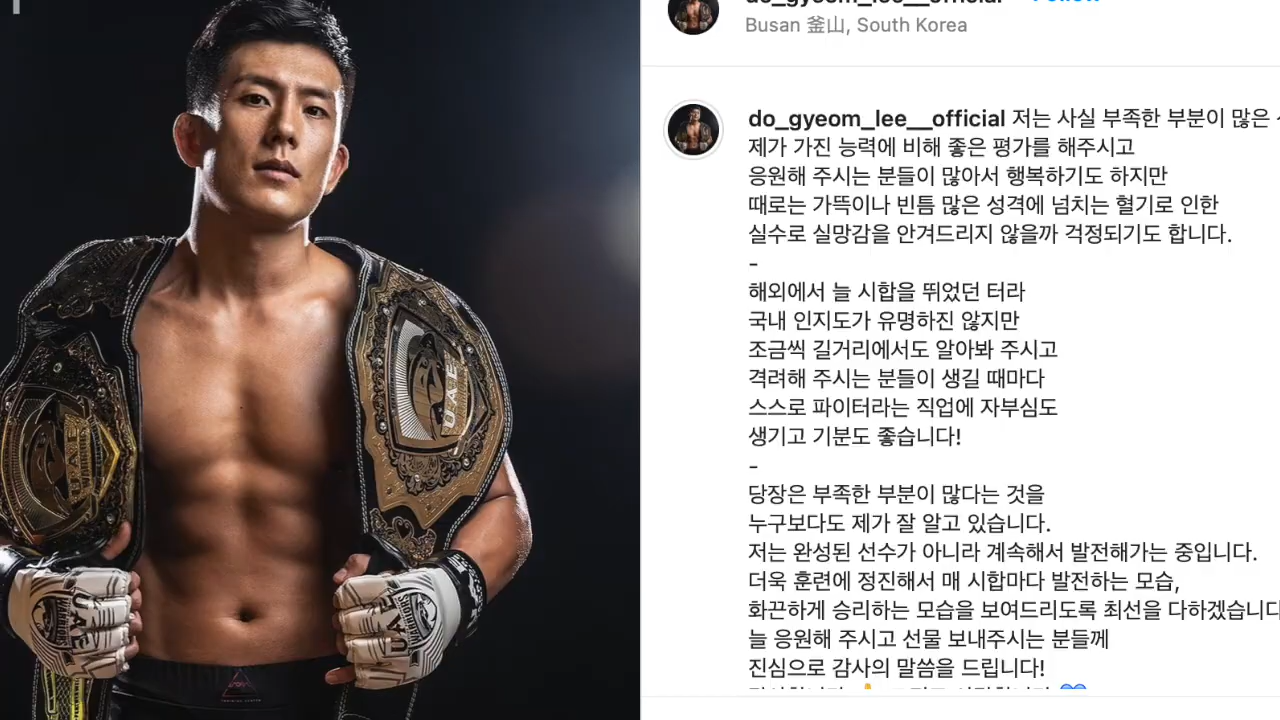 do_gyeom_lee__official
Busan 釜山, South Korea
do_gyeom_lee__official 저는 사실 부족한 부분이 많은
제가 가진 능력에 비해 좋은 평가를 해주시고
응원해 주시는 분들이 많아서 행복하기도 하지만
때로는 가뜩이나 빈틈 많은 성격에 넘치는 혈기로 인한
실수로 실망감을 안겨드리지 않을까 걱정되기도 합니다.
-
해외에서 늘 시합을 뛰었던 터라
국내 인지도가 유명하진 않지만
조금씩 길거리에서도 알아봐 주시고
격려해 주시는 분들이 생길 때마다
스스로 파이터라는 직업에 자부심도
생기고 기분도 좋습니다!
-
당장은 부족한 부분이 많다는 것을
누구보다도 제가 잘 알고 있습니다.
저는 완성된 선수가 아니라 계속해서 발전해가는 중입니다.
더욱 훈련에 정진해서 매 시합마다 발전하는 모습,
화끈하게 승리하는 모습을 보여드리도록 최선을 다하겠습니다
늘 응원해 주시고 선물 보내주시는 분들께
진심으로 감사의 말씀을 드립니다!
UAE
UAE
UAE
WARRIORS
UAE
WARRIORS